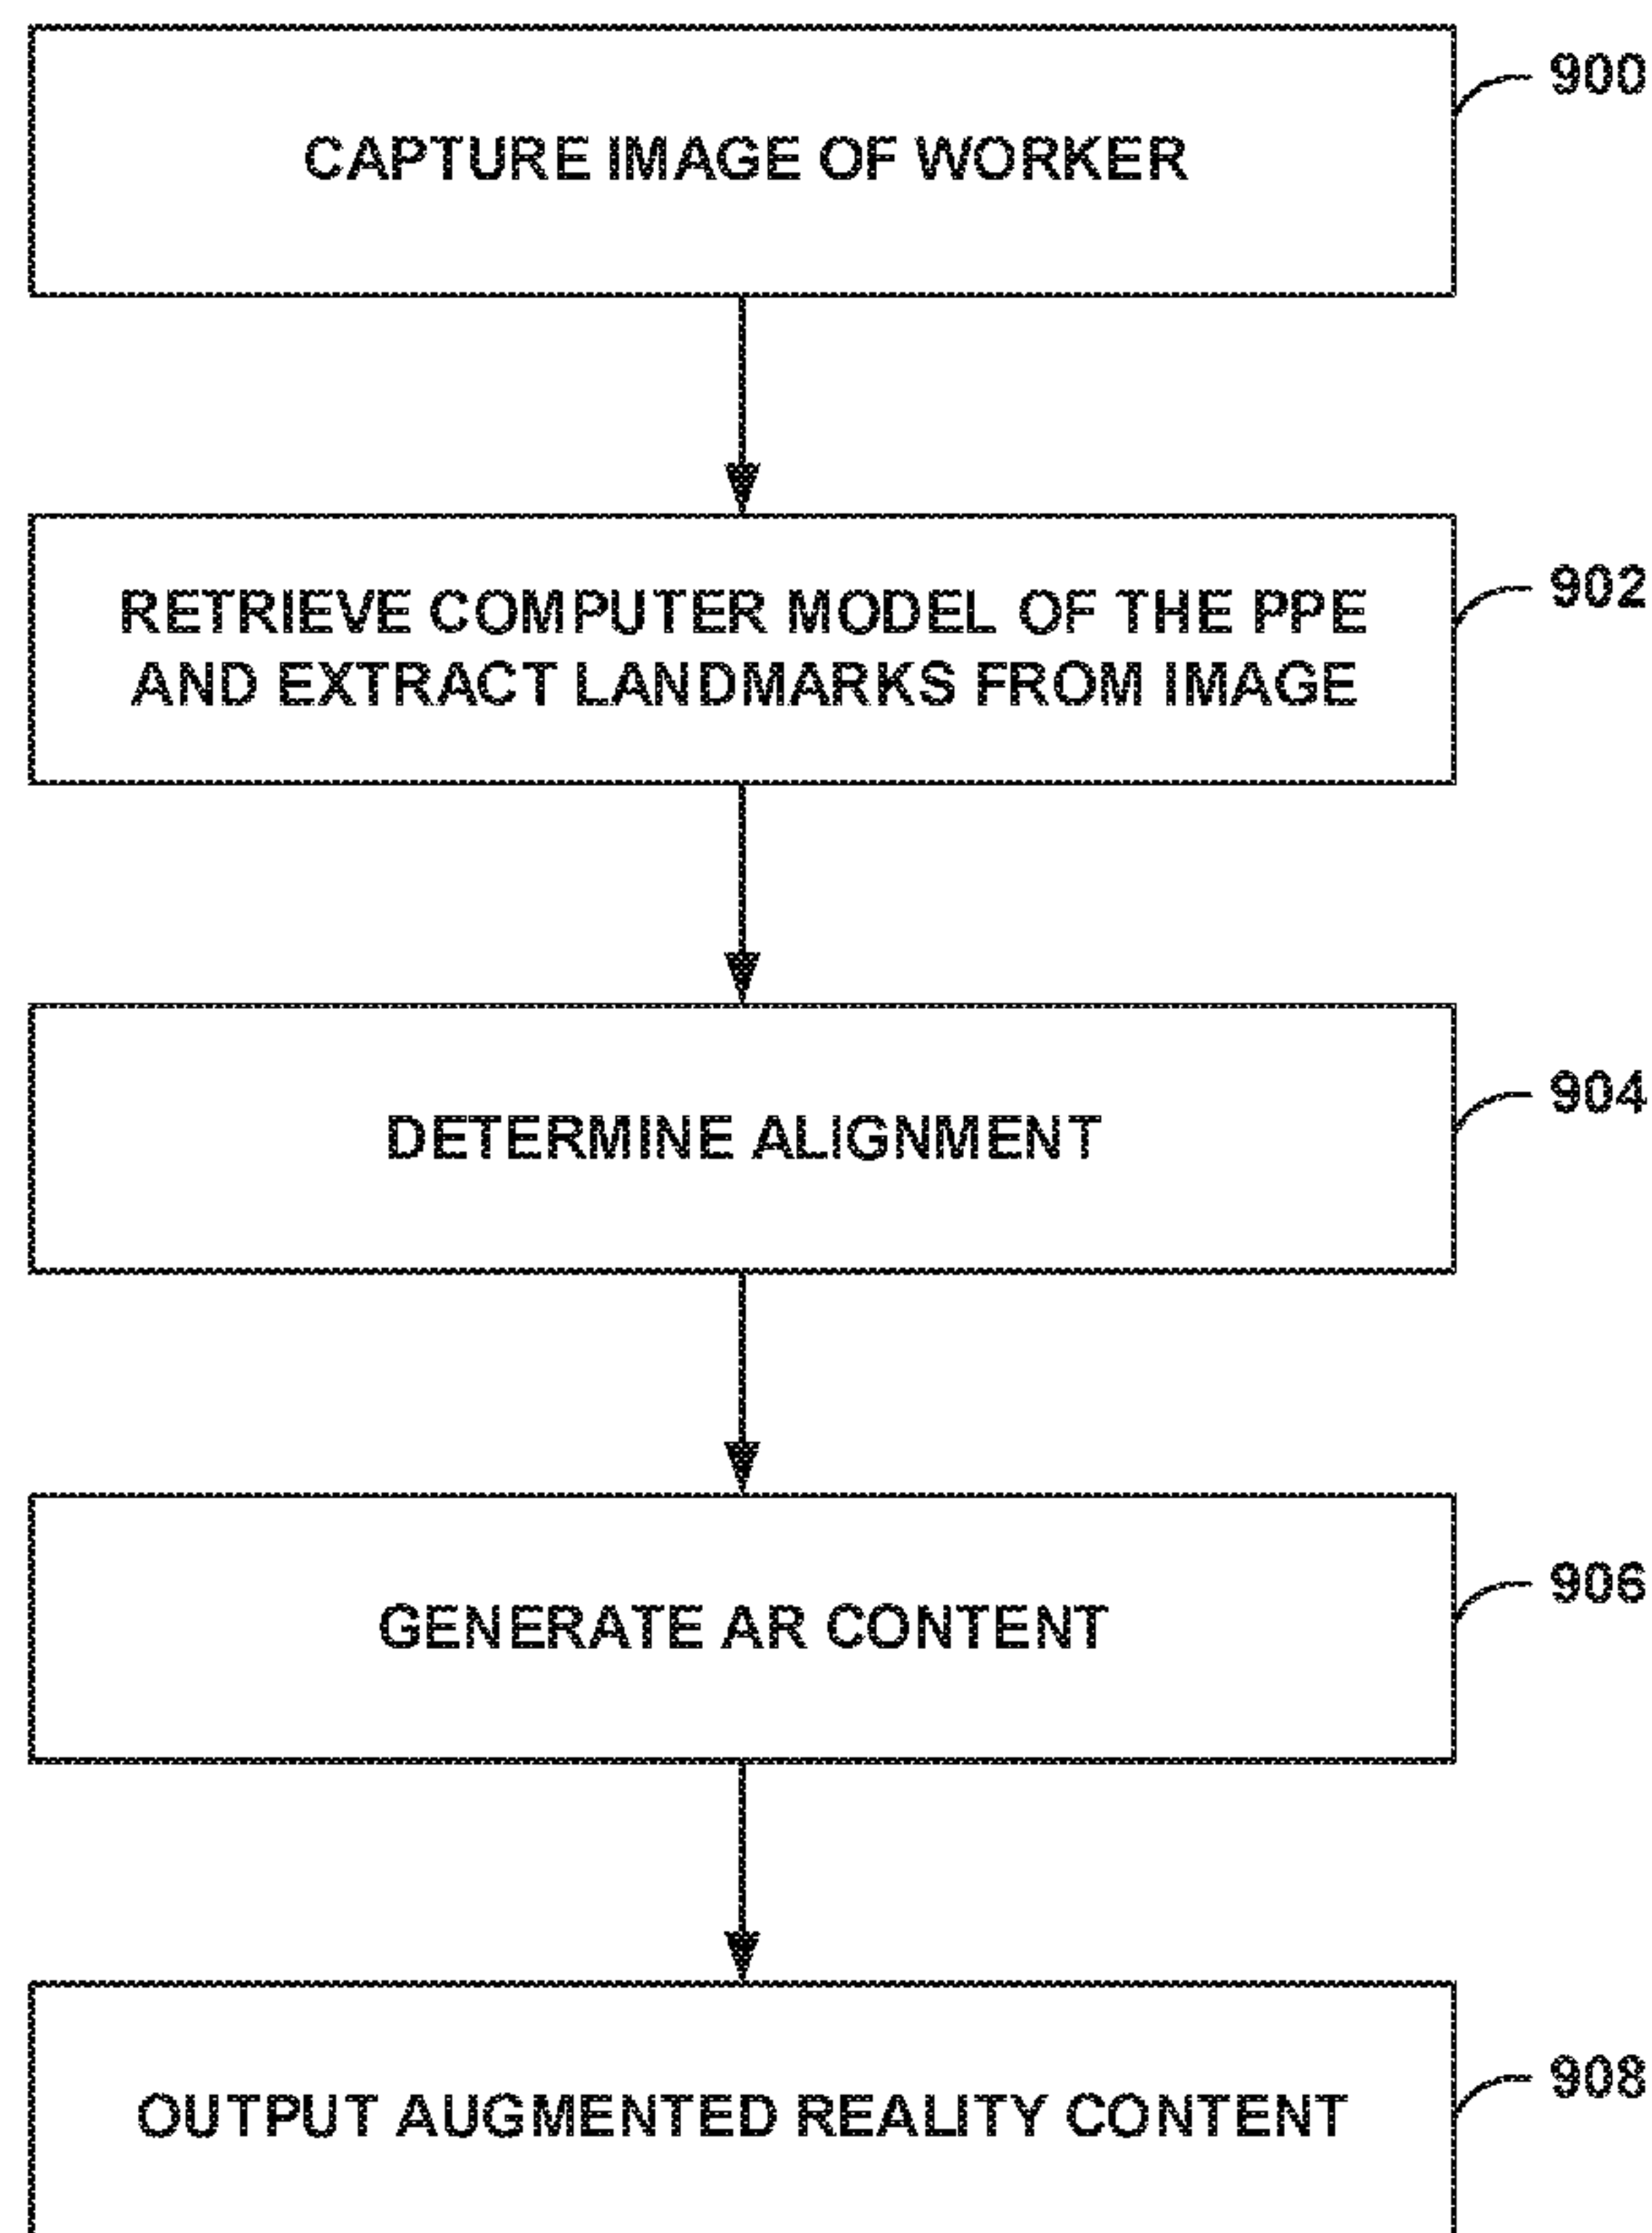 CAPTURE IMAGE OF WORKER
900
RETRIEVE COMPUTER MODEL OF THE PPE
AND EXTRACT LANDMARKS FROM IMAGE
902
DETERMINE ALIGNMENT
904
GENERATE AR CONTENT
906
OUTPUT AUGMENTED REALITY CONTENT
908